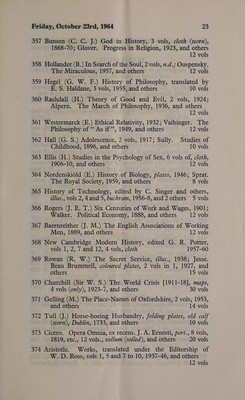 Friday, October 23rd, 1964 23
357 Bunsen (C. C. J.) God in History, 3 vols, cloth (worn),
1868-70; Glover. Progress in Religion, 1923, and others
12 vols
358 Hollander (B.) In Search of the Soul, 2 vols, n.d., Ouspensky.
The Miraculous, 1957, and others 12 vols
359 Hegel (G. W. F.) History of Philosophy, translated by
E. S. Haldane, 3 vols, 1955, and others 10 vols
360 Rashdall (H.) Theory of Good and Evil, 2 vols, 1924;
Alpern. The March of Philosophy, 1936, and others
12 vols
361 Westermarck (E.) Ethical Relativity, 1932; Vaihinger. The
Philosophy of “ As if ”, 1949, and others 12 vols
362 Hall (G. S.) Adolescence, 2 vols, 1917; Sully. Studies of
Childhood, 1896, and others 10 vols
363 Ellis (H.) Studies in the Psychology of Sex, 6 vols of, cloth,
1906-10, and others 12 vols
364 Nordenskiöld (E.) History of Biology, plates, 1946; Sprat.
The Royal Society, 1959, and others 8 vols
365 History of Technology, edited by C. Singer and others,
illus., vols 2, 4 and 5, buckram, 1956-8, and 2 others 5 vols
366 Rogers (J. E. T.) Six Centuries of Work and Wages, 1901;
Walker. Political Economy, 1888, and others 12 vols
367 Baernreither (J. M.) The English Associations of Working
Men, 1889, and others 12 vols
368 New Cambridge Modern History, edited G. R. Potter,
vols 1, 2, 7 and 12, 4 vols, cloth 1957-60
369 Rowan (R. W.) The Secret Service, illus., 1938; Jesse.
Beau Brummell, coloured plates, 2 vols in 1, 1927, and
others 15 vols
370 Churchill (Sir W. S.) The World Crisis [1911-18], maps,
4 vols (only), 1923-7, and others 30 vols
371 Gelling (M.) The Place-Names of Oxfordshire, 2 vols, 1953,
and others 14 vols
372 Tull (J.) Horse-hoeing Husbandry, folding plates, old calf
(worn), Dublin, 1735, and others 10 vols
373 Cicero. Opera Omnia, ex recens. J. A. Ernesti, port., 8 vols,
1819, etc., 12 vols., vellum (soiled), and others 20 vols
374 Aristotle. Works, translated under the Editorship of
W. D. Ross, vols 1, 5 and 7 to 10, 1937-46, and others
12 vols